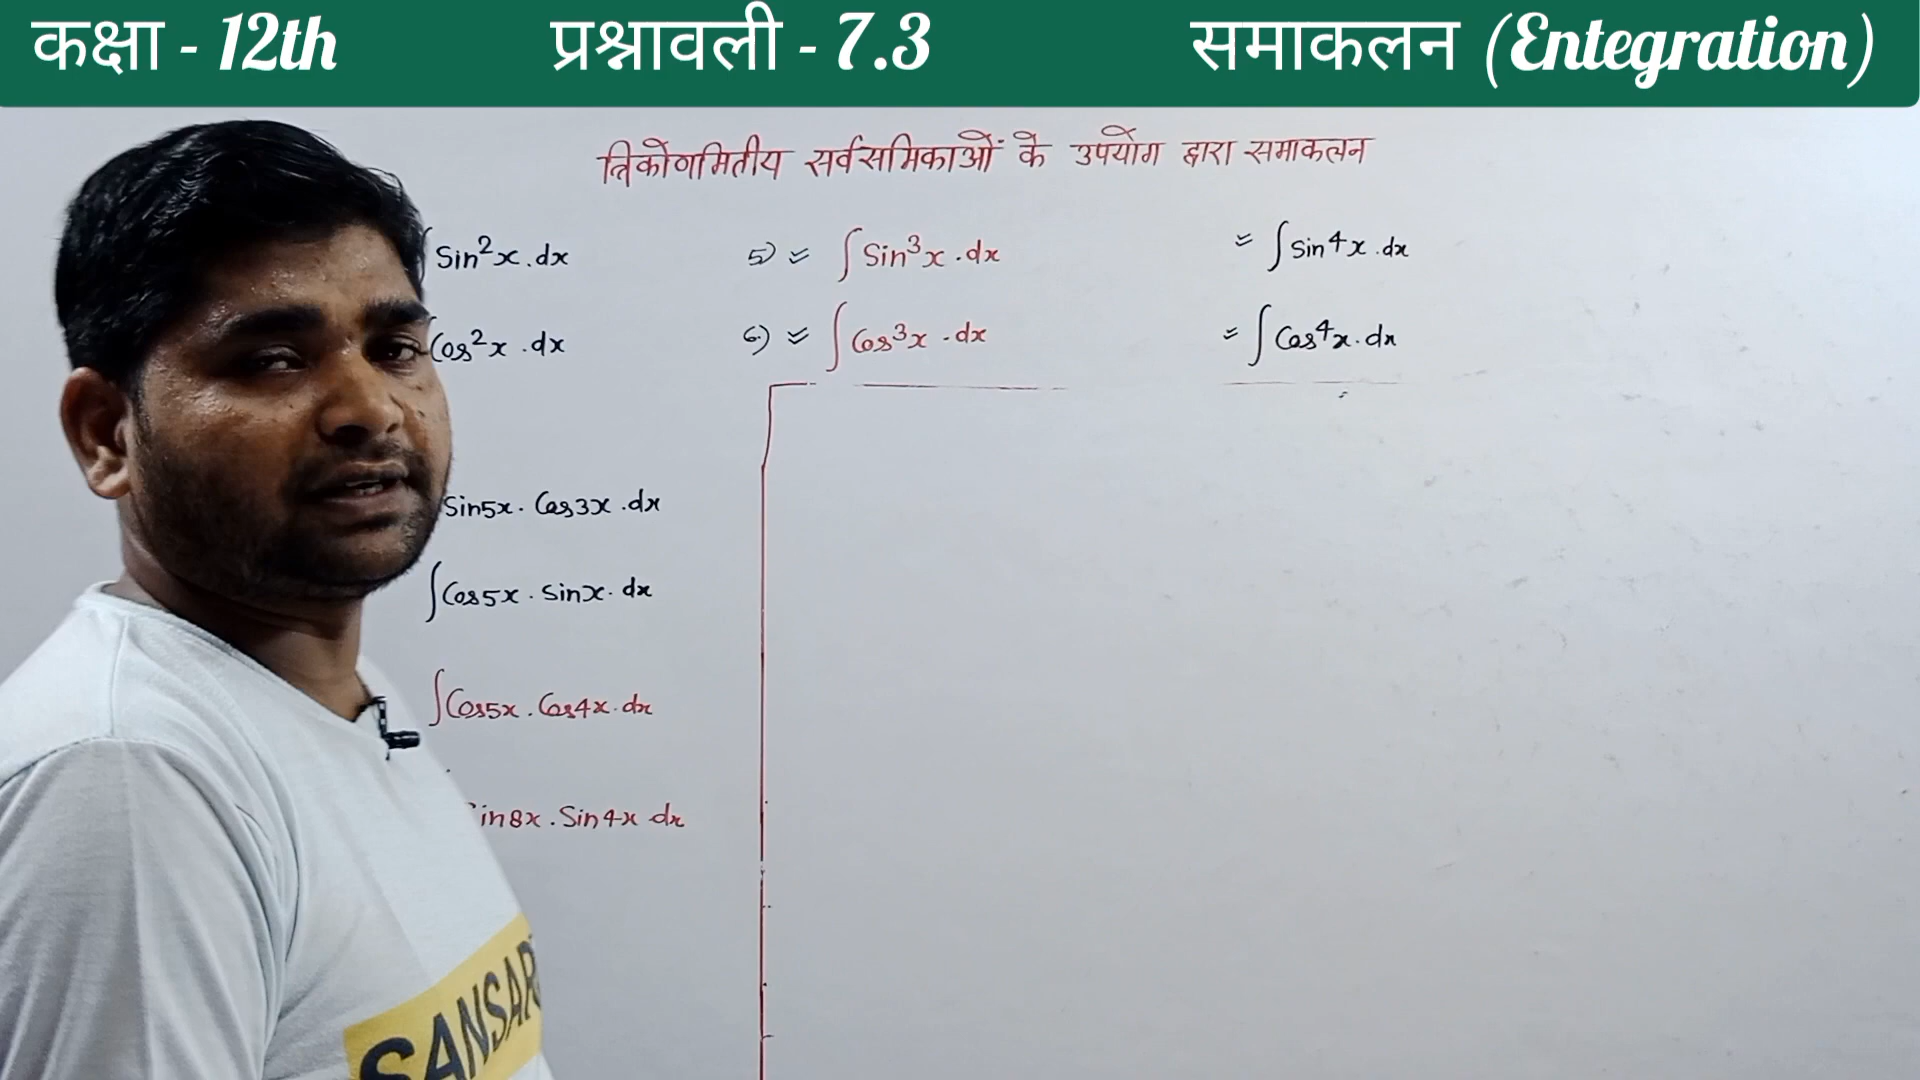 कक्षा - 12th प्रश्नावली - 7.3 समाकलन (Entegration)
त्रिकोणमितीय सर्वसमिकाओं के उपयोग द्वारा समाकलन
∫Sin²x.dx 5) = ∫Sin³x.dx = ∫Sin⁴x.dx
∫Cos²x.dx 6) = ∫Cos³x.dx = ∫Cos⁴x.dx
Sin5x.Cos3x.dx
∫Cos5x.Sinx.dx
∫Cos5x.Cos4x.dx
in8x.Sin4x dx
SANSAR